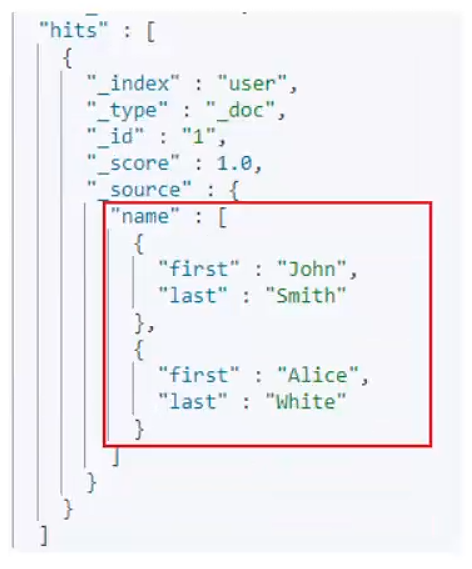 "hits" : [
{
"_index" : "user",
"_type" : "_doc",
"_id" : "1",
"_score" : 1.0,
"_source" : {
"name" : [
{
"first" : "John",
"last" : "Smith"
},
{
"first" : "Alice",
"last" : "White"
}
]
}
}
]